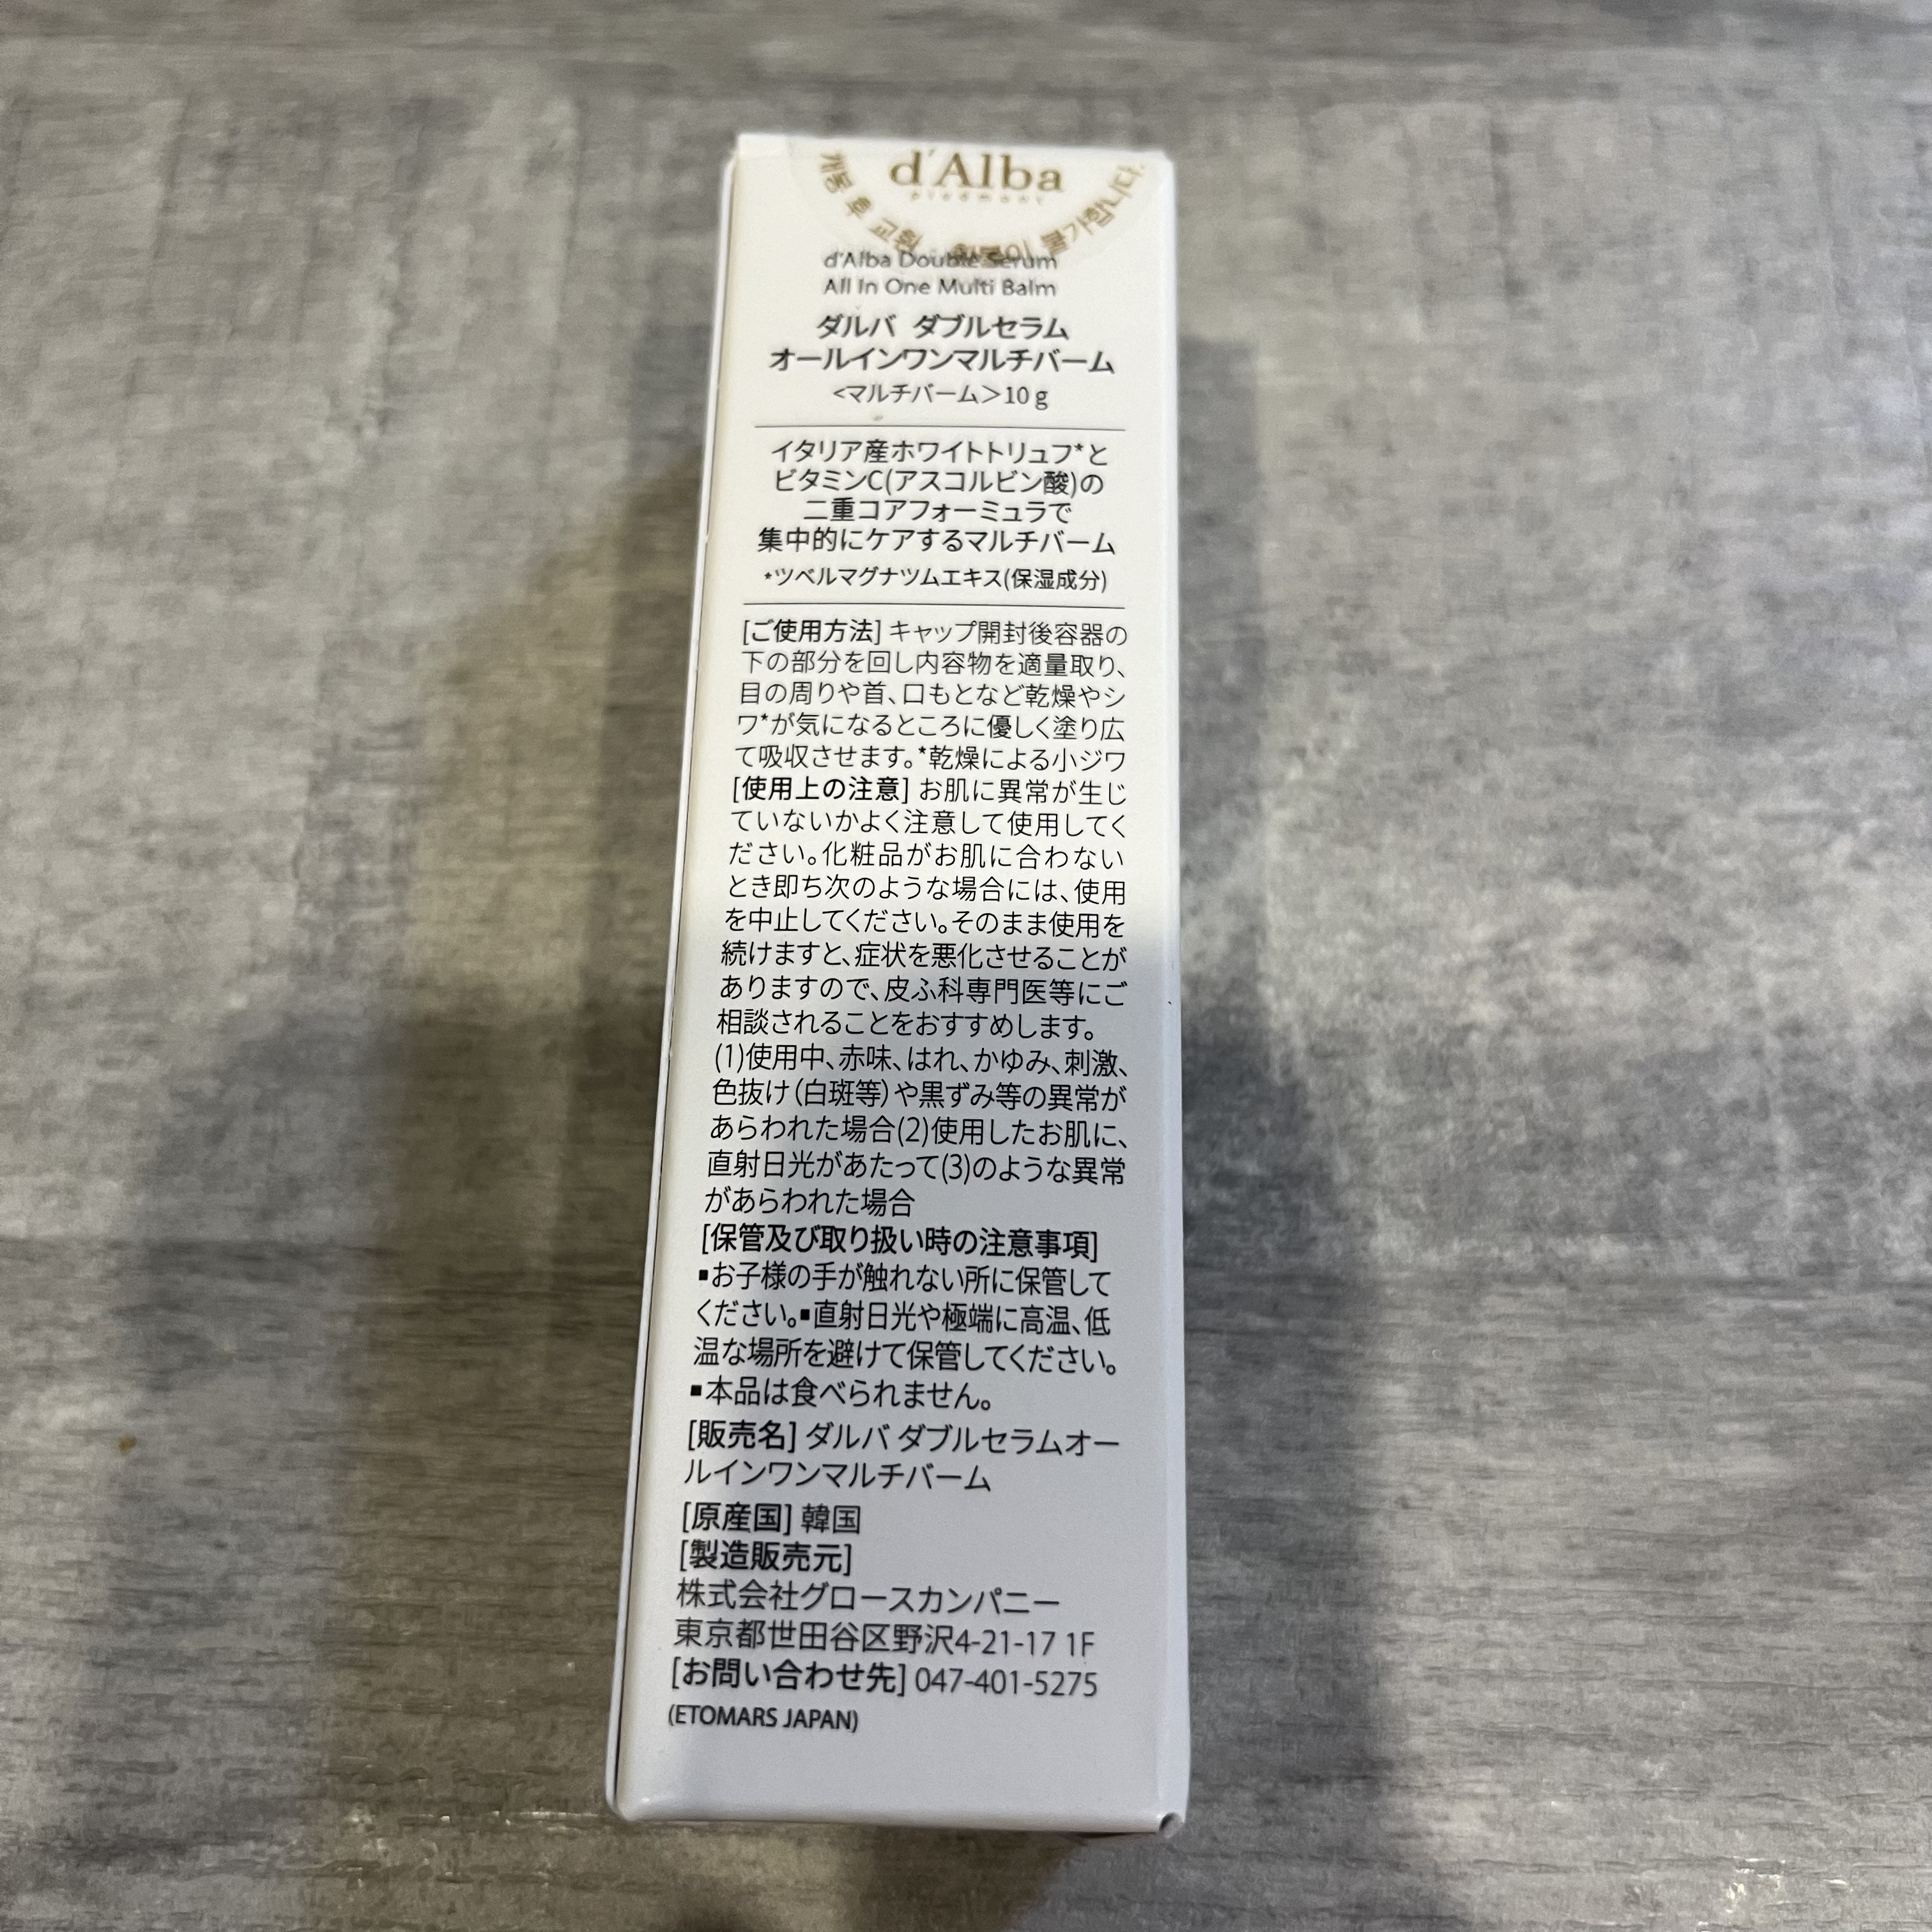 d'Alba
piedmont
개봉 후 교환 환불이 불가합니다.
d'Alba Double Serum
All In One Multi Balm
ダルバ ダブルセラム
オールインワンマルチバーム
<マルチバーム＞10 g
イタリア産ホワイトトリュフ*と
ビタミンC(アスコルビン酸)の
二重コアフォーミュラで
集中的にケアするマルチバーム
*ツベルマグナツムエキス(保湿成分)
[ご使用方法] キャップ開封後容器の
下の部分を回し内容物を適量取り、
目の周りや首、口もとなど乾燥やシ
ワ*が気になるところに優しく塗り広
て吸収させます。*乾燥による小ジワ
[使用上の注意] お肌に異常が生じ
ていないかよく注意して使用してく
ださい。化粧品がお肌に合わない
とき即ち次のような場合には、使用
を中止してください。そのまま使用を
続けますと、症状を悪化させることが
ありますので、皮ふ科専門医等にご
相談されることをおすすめします。
(1)使用中、赤味、はれ、かゆみ、刺激、
色抜け（白斑等）や黒ずみ等の異常が
あらわれた場合(2)使用したお肌に、
直射日光があたって(3)のような異常
があらわれた場合
[保管及び取り扱い時の注意事項]
▪お子様の手が触れない所に保管して
ください。▪直射日光や極端に高温、低
温な場所を避けて保管してください。
▪本品は食べられません。
[販売名] ダルバ ダブルセラムオー
ルインワンマルチバーム
[原産国] 韓国
[製造販売元]
株式会社グロースカンパニー
東京都世田谷区野沢4-21-17 1F
[お問い合わせ先] 047-401-5275
(ETOMARS JAPAN)